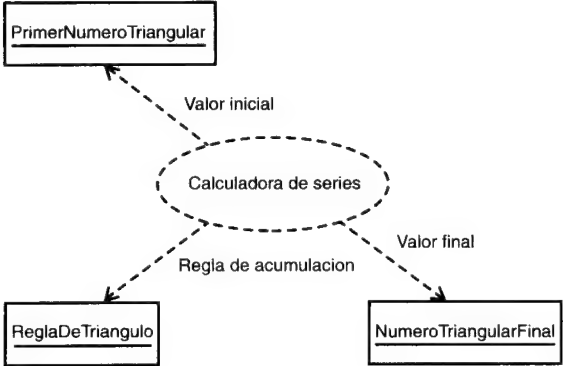 PrimerNumeroTriangular
Valor inicial
Calculadora de series
Valor final
Regla de acumulacion
ReglaDeTriangulo
NumeroTriangularFinal